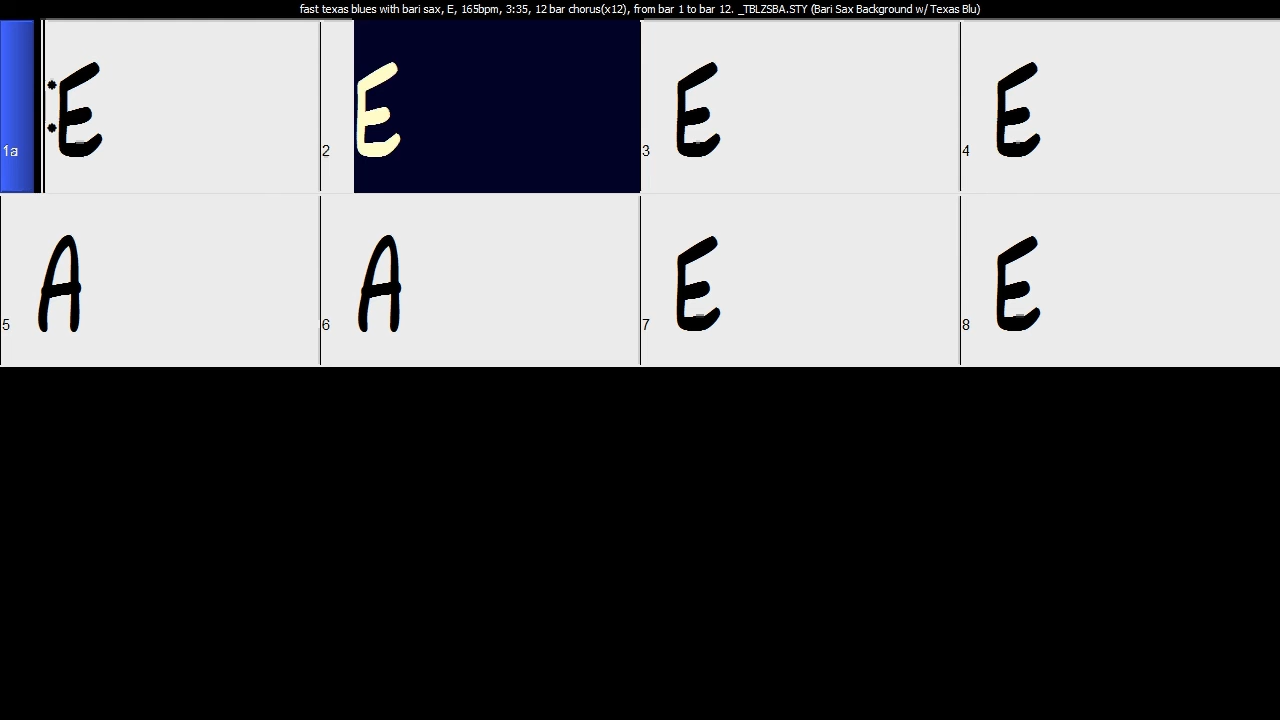 fast texas blues with bari sax, E, 165bpm, 3:35, 12 bar chorus(x12), from bar 1 to bar 12. _TBLZSBA.STY (Bari Sax Background w/ Texas Blu)
1a E 2 E 3 E 4 E
5 A 6 A 7 E 8 E